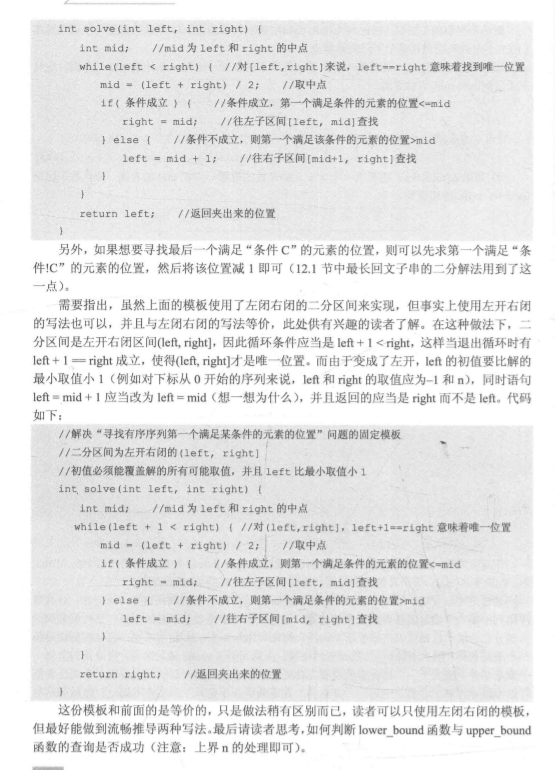 int solve(int left, int right) {
int mid; //mid 为 left 和 right 的中点
while(left < right) { //对[left,right]来说，left==right 意味着找到唯一位置
mid = (left + right) / 2; //取中点
if( 条件成立 ) { //条件成立，第一个满足条件的元素的位置<=mid
right = mid; //往左子区间[left, mid]查找
} else { //条件不成立，则第一个满足该条件的元素的位置>mid
left = mid + 1; //往右子区间[mid+1, right]查找
}
}
return left; //返回夹出来的位置
}
另外，如果想要寻找最后一个满足“条件 C”的元素的位置，则可以先求第一个满足“条
件!C”的元素的位置，然后将该位置减 1 即可（12.1 节中最长回文子串的二分解法用到了这
一点）。
需要指出，虽然上面的模板使用了左闭右闭的二分区间来实现，但事实上使用左开右闭
的写法也可以，并且与左闭右闭的写法等价，此处供有兴趣的读者了解。在这种做法下，二
分区间是左开右闭区间(left, right]，因此循环条件应当是 left + 1 < right，这样当退出循环时有
left + 1 == right 成立，使得(left, right]才是唯一位置。而由于变成了左开，left 的初值要比解的
最小取值小 1（例如对下标从 0 开始的序列来说，left 和 right 的取值应为–1 和 n），同时语句
left = mid + 1 应当改为 left = mid（想一想为什么），并且返回的应当是 right 而不是 left。代码
如下：
//解决“寻找有序序列第一个满足某条件的元素的位置”问题的固定模板
//二分区间为左开右闭的(left, right]
//初值必须能覆盖解的所有可能取值，并且 left 比最小取值小 1
int solve(int left, int right) {
int mid; //mid 为 left 和 right 的中点
while(left + 1 < right) { //对(left,right]，left+1==right 意味着唯一位置
mid = (left + right) / 2; //取中点
if( 条件成立 ) { //条件成立，则第一个满足条件的元素的位置<=mid
right = mid; //往左子区间[left, mid]查找
} else { //条件不成立，则第一个满足条件的元素的位置>mid
left = mid; //往右子区间[mid, right]查找
}
}
return right; //返回夹出来的位置
}
这份模板和前面的是等价的，只是做法稍有区别而已，读者可以只使用左闭右闭的模板，
但最好能做到流畅推导两种写法。最后请读者思考，如何判断 lower_bound 函数与 upper_bound
函数的查询是否成功（注意：上界 n 的处理即可）。